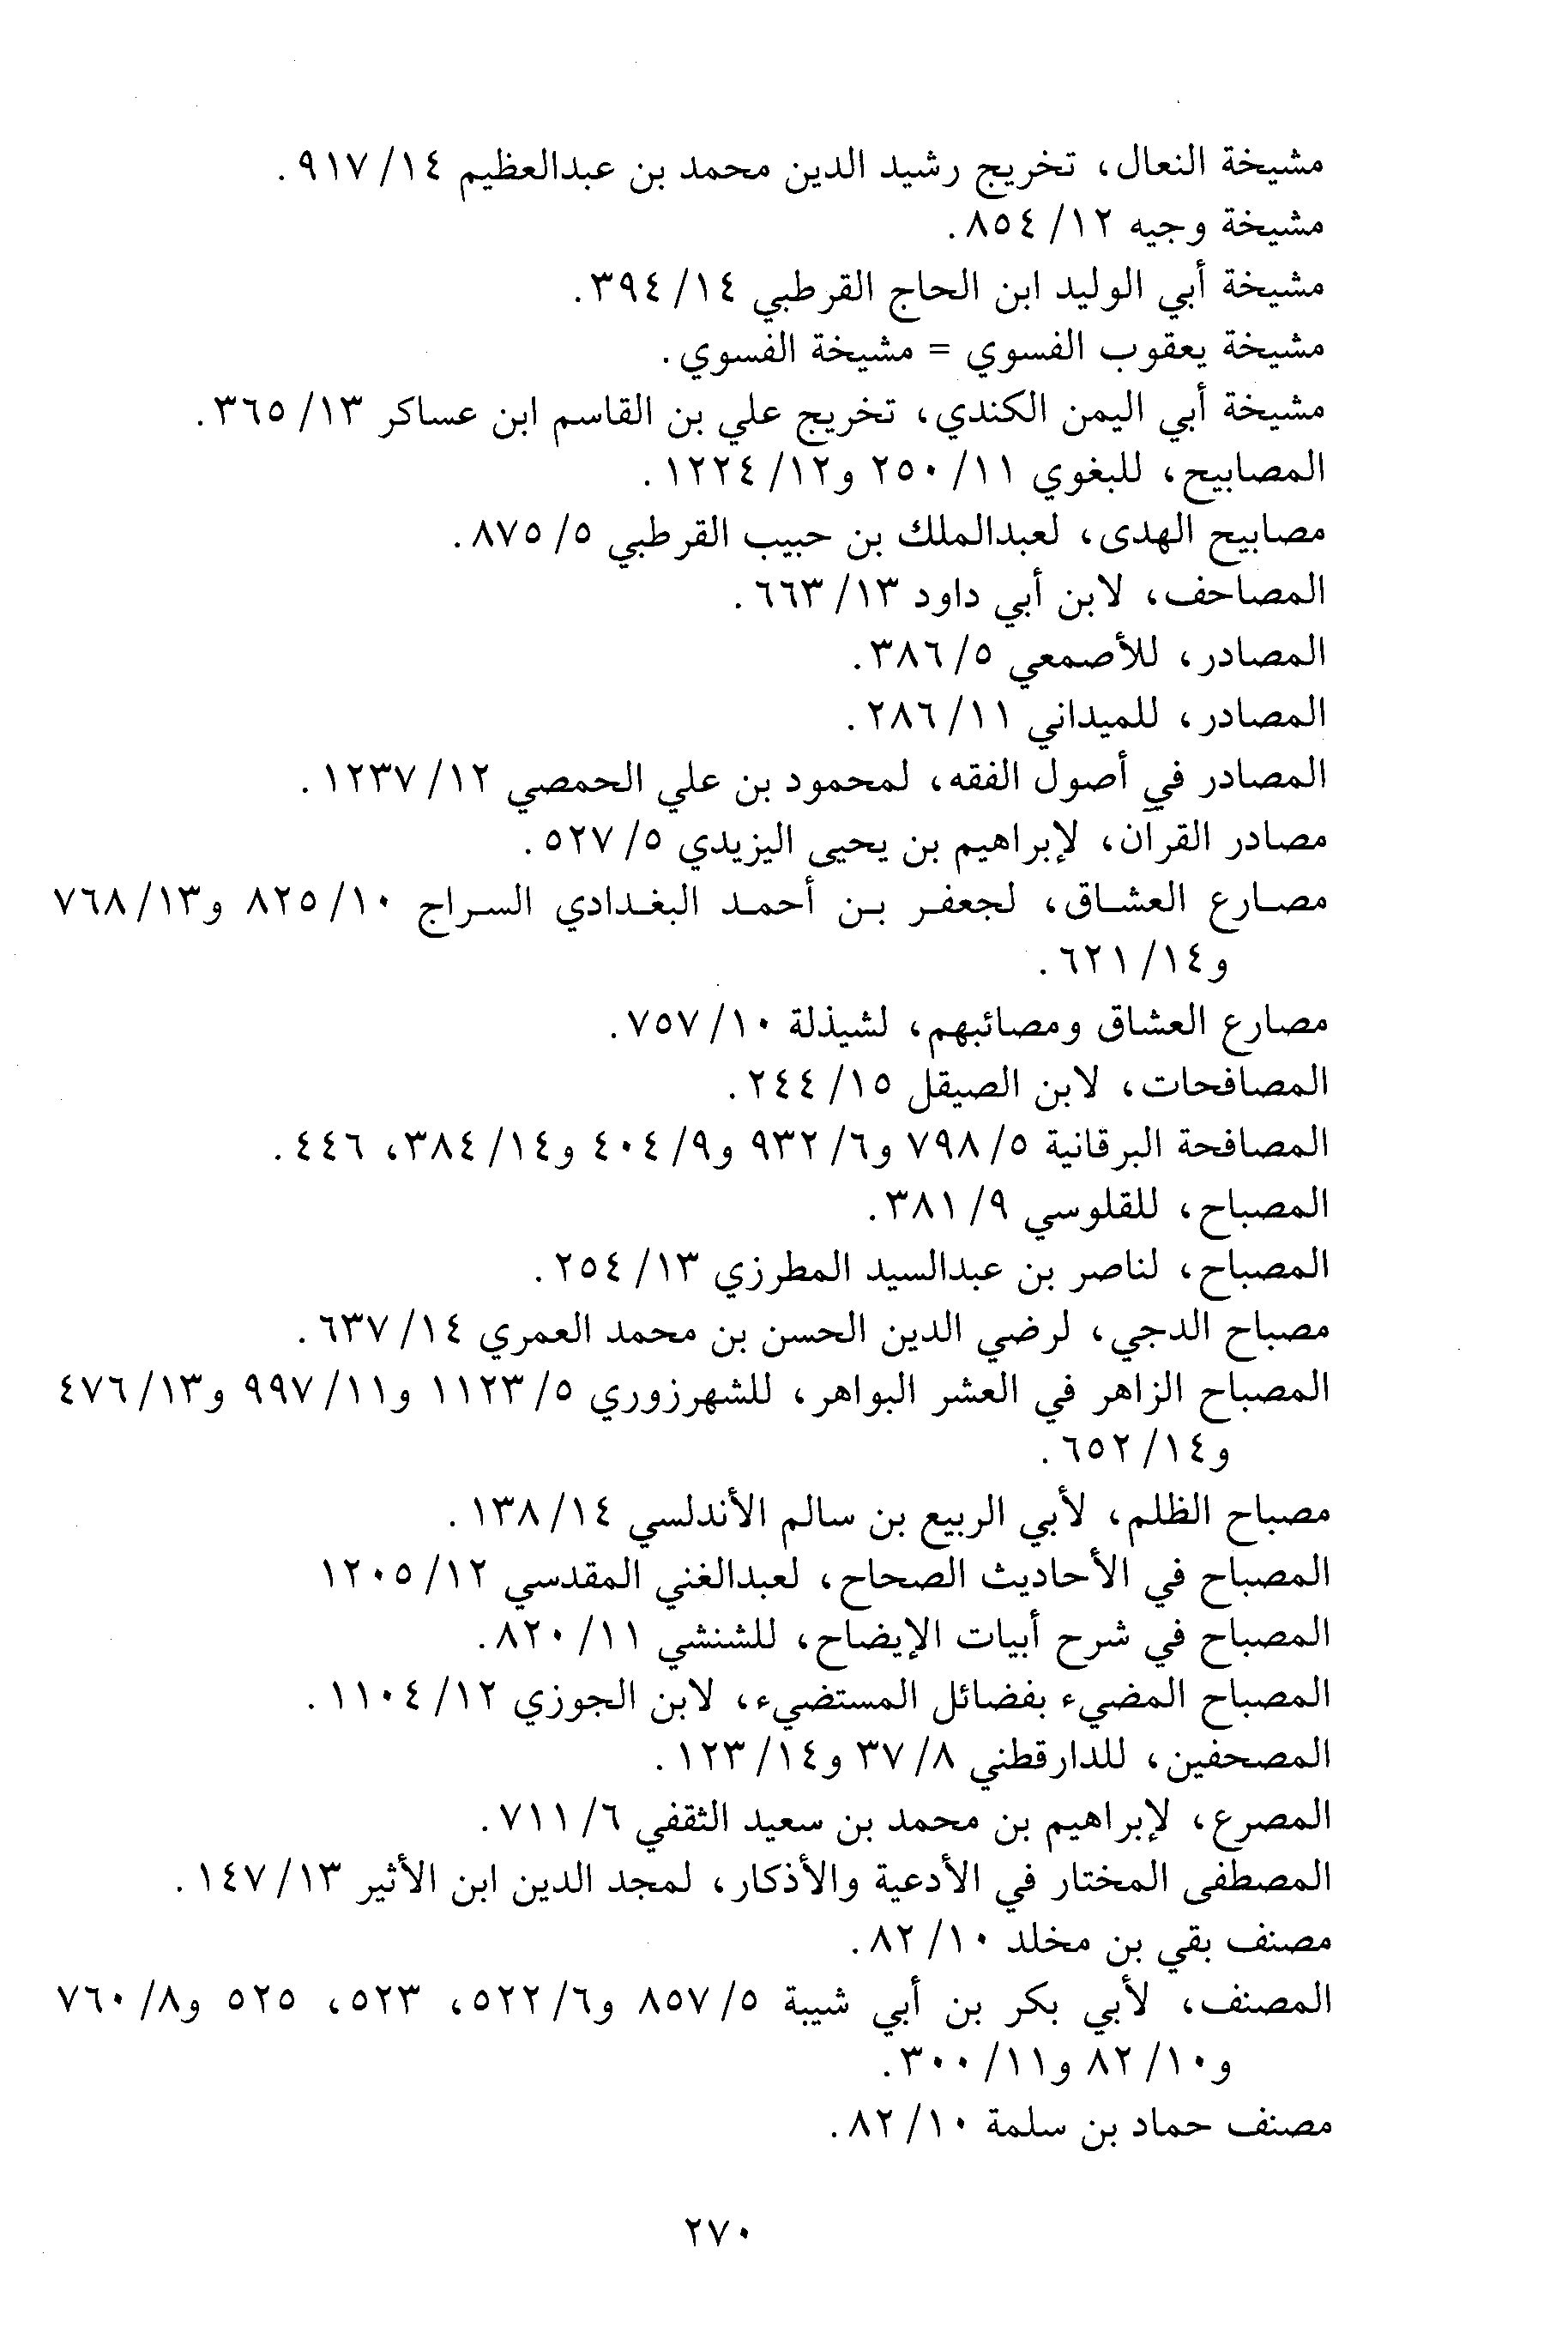 مشيخة النعال، تخريج رشيد الدين محمد بن عبدالعظيم ١٤/ ٩١٧.
مشيخة وجيه ١٢/ ٨٥٤.
مشيخة أبي الوليد ابن الحاج القرطبي ١٤/ ٣٩٤.
مشيخة يعقوب الفسوي = مشيخة الفسوي.
مشيخة أبي اليمن الكندي، تخريج علي بن القاسم ابن عساكر ١٣/ ٣٦٥.
المصابيح، للبغوي ١١/ ٢٥٠ و١٢/ ١٢٢٤.
مصابيح الهدى، لعبدالملك بن حبيب القرطبي ٥/ ٨٧٥.
المصاحف، لابن أبي داود ١٣/ ٦٦٣.
المصادر، للأصمعي ٥/ ٣٨٦.
المصادر، للميداني ١١/ ٢٨٦.
المصادر في أصول الفقه، لمحمود بن علي الحمصي ١٢/ ١٢٣٧.
مصادر القرآن، لإبراهيم بن يحيى اليزيدي ٥/ ٥٢٧.
مصارع العشاق، لجعفر بن أحمد البغدادي السراج ١٠/ ٨٢٥ و١٣/ ٧٦٨
و١٤/ ٦٢١.
مصارع العشاق ومصائبهم، لشيذلة ١٠/ ٧٥٧.
المصافحات، لابن الصيقل ١٥/ ٢٤٤.
المصافحة البرقانية ٥/ ٧٩٨ و٦/ ٩٣٢ و٩/ ٤٠٤ و١٤/ ٣٨٤، ٤٤٦.
المصباح، للقلوسي ٩/ ٣٨١.
المصباح، لناصر بن عبدالسيد المطرزي ١٣/ ٢٥٤.
مصباح الدجي، لرضي الدين الحسن بن محمد العمري ١٤/ ٦٣٧.
المصباح الزاهر في العشر البواهر، للشهرزوري ٥/ ١١٢٣ و١١/ ٩٩٧ و١٣/ ٤٧٦
و١٤/ ٦٥٢.
مصباح الظلم، لأبي الربيع بن سالم الأندلسي ١٤/ ١٣٨.
المصباح في الأحاديث الصحاح، لعبدالغني المقدسي ١٢/ ١٢٠٥
المصباح في شرح أبيات الإيضاح، للشنشي ١١/ ٨٢٠.
المصباح المضيء بفضائل المستضيء، لابن الجوزي ١٢/ ١١٠٤.
المصحفين، للدارقطني ٨/ ٣٧ و١٤/ ١٢٣.
المصرع، لإبراهيم بن محمد بن سعيد الثقفي ٦/ ٧١١.
المصطفى المختار في الأدعية والأذكار، لمجد الدين ابن الأثير ١٣/ ١٤٧.
مصنف بقي بن مخلد ١٠/ ٨٢.
المصنف، لأبي بكر بن أبي شيبة ٥/ ٨٥٧ و٦/ ٥٢٢، ٥٢٣، ٥٢٥ و٨/ ٧٦٠
و١٠/ ٨٢ و١١/ ٣٠٠.
مصنف حماد بن سلمة ١٠/ ٨٢.
٢٧٠